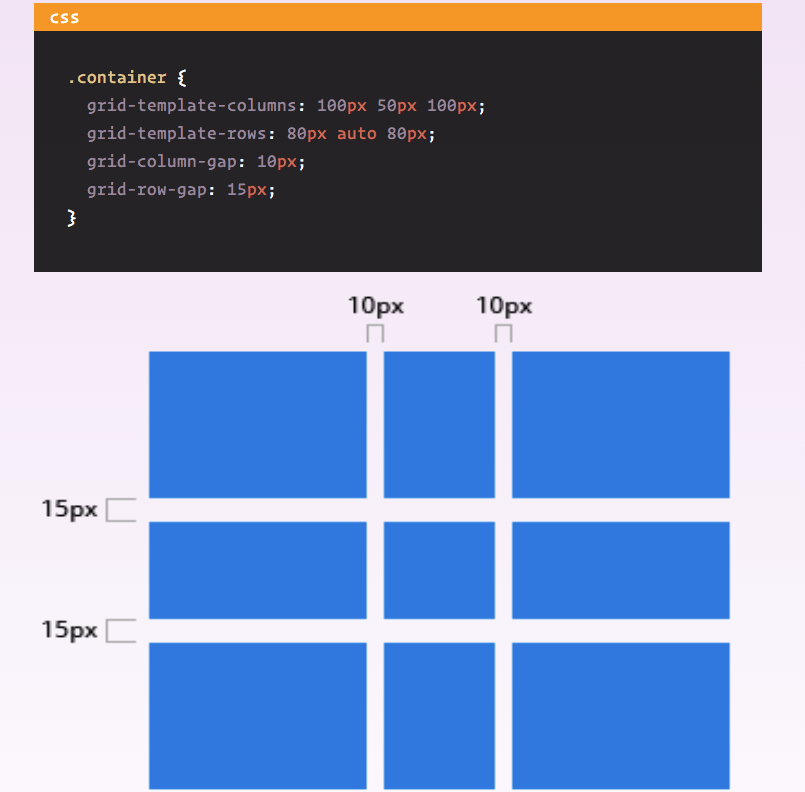 css
.container {
grid-template-columns: 100px 50px 100px;
grid-template-rows: 80px auto 80px;
grid-column-gap: 10px;
grid-row-gap: 15px;
}
10px 10px
15px
15px